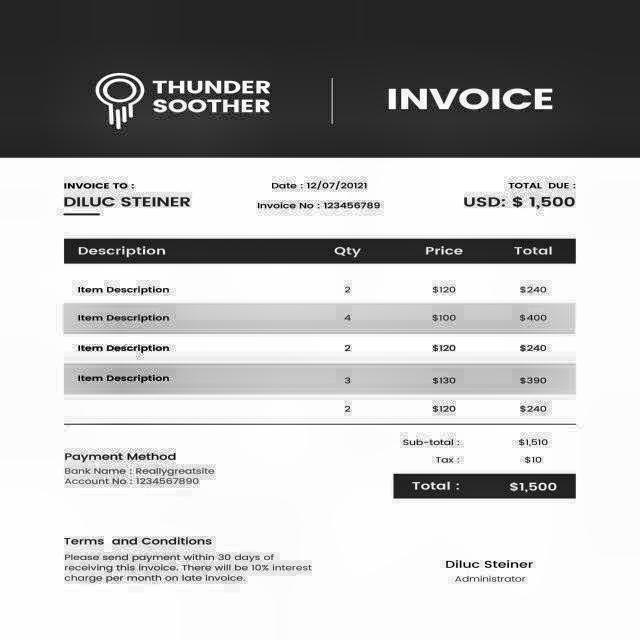 THUNDER
SOOTHER
INVOICE
INVOICE TO :
DILUC STEINER
Date : 12/07/20121
Invoice No : 123456789
TOTAL DUE :
USD: $ 1,500
Description Qty Price Total
Item Description 2 $120 $240
Item Description 4 $100 $400
Item Description 2 $120 $240
Item Description 3 $130 $390
2 $120 $240
Sub-total : $1,510
Tax : $10
Total : $1,500
Payment Method
Bank Name : Reallygreatsite
Account No : 1234567890
Terms and Conditions
Please send payment within 30 days of
receiving this invoice. There will be 10% interest
charge per month on late invoice.
Diluc Steiner
Administrator